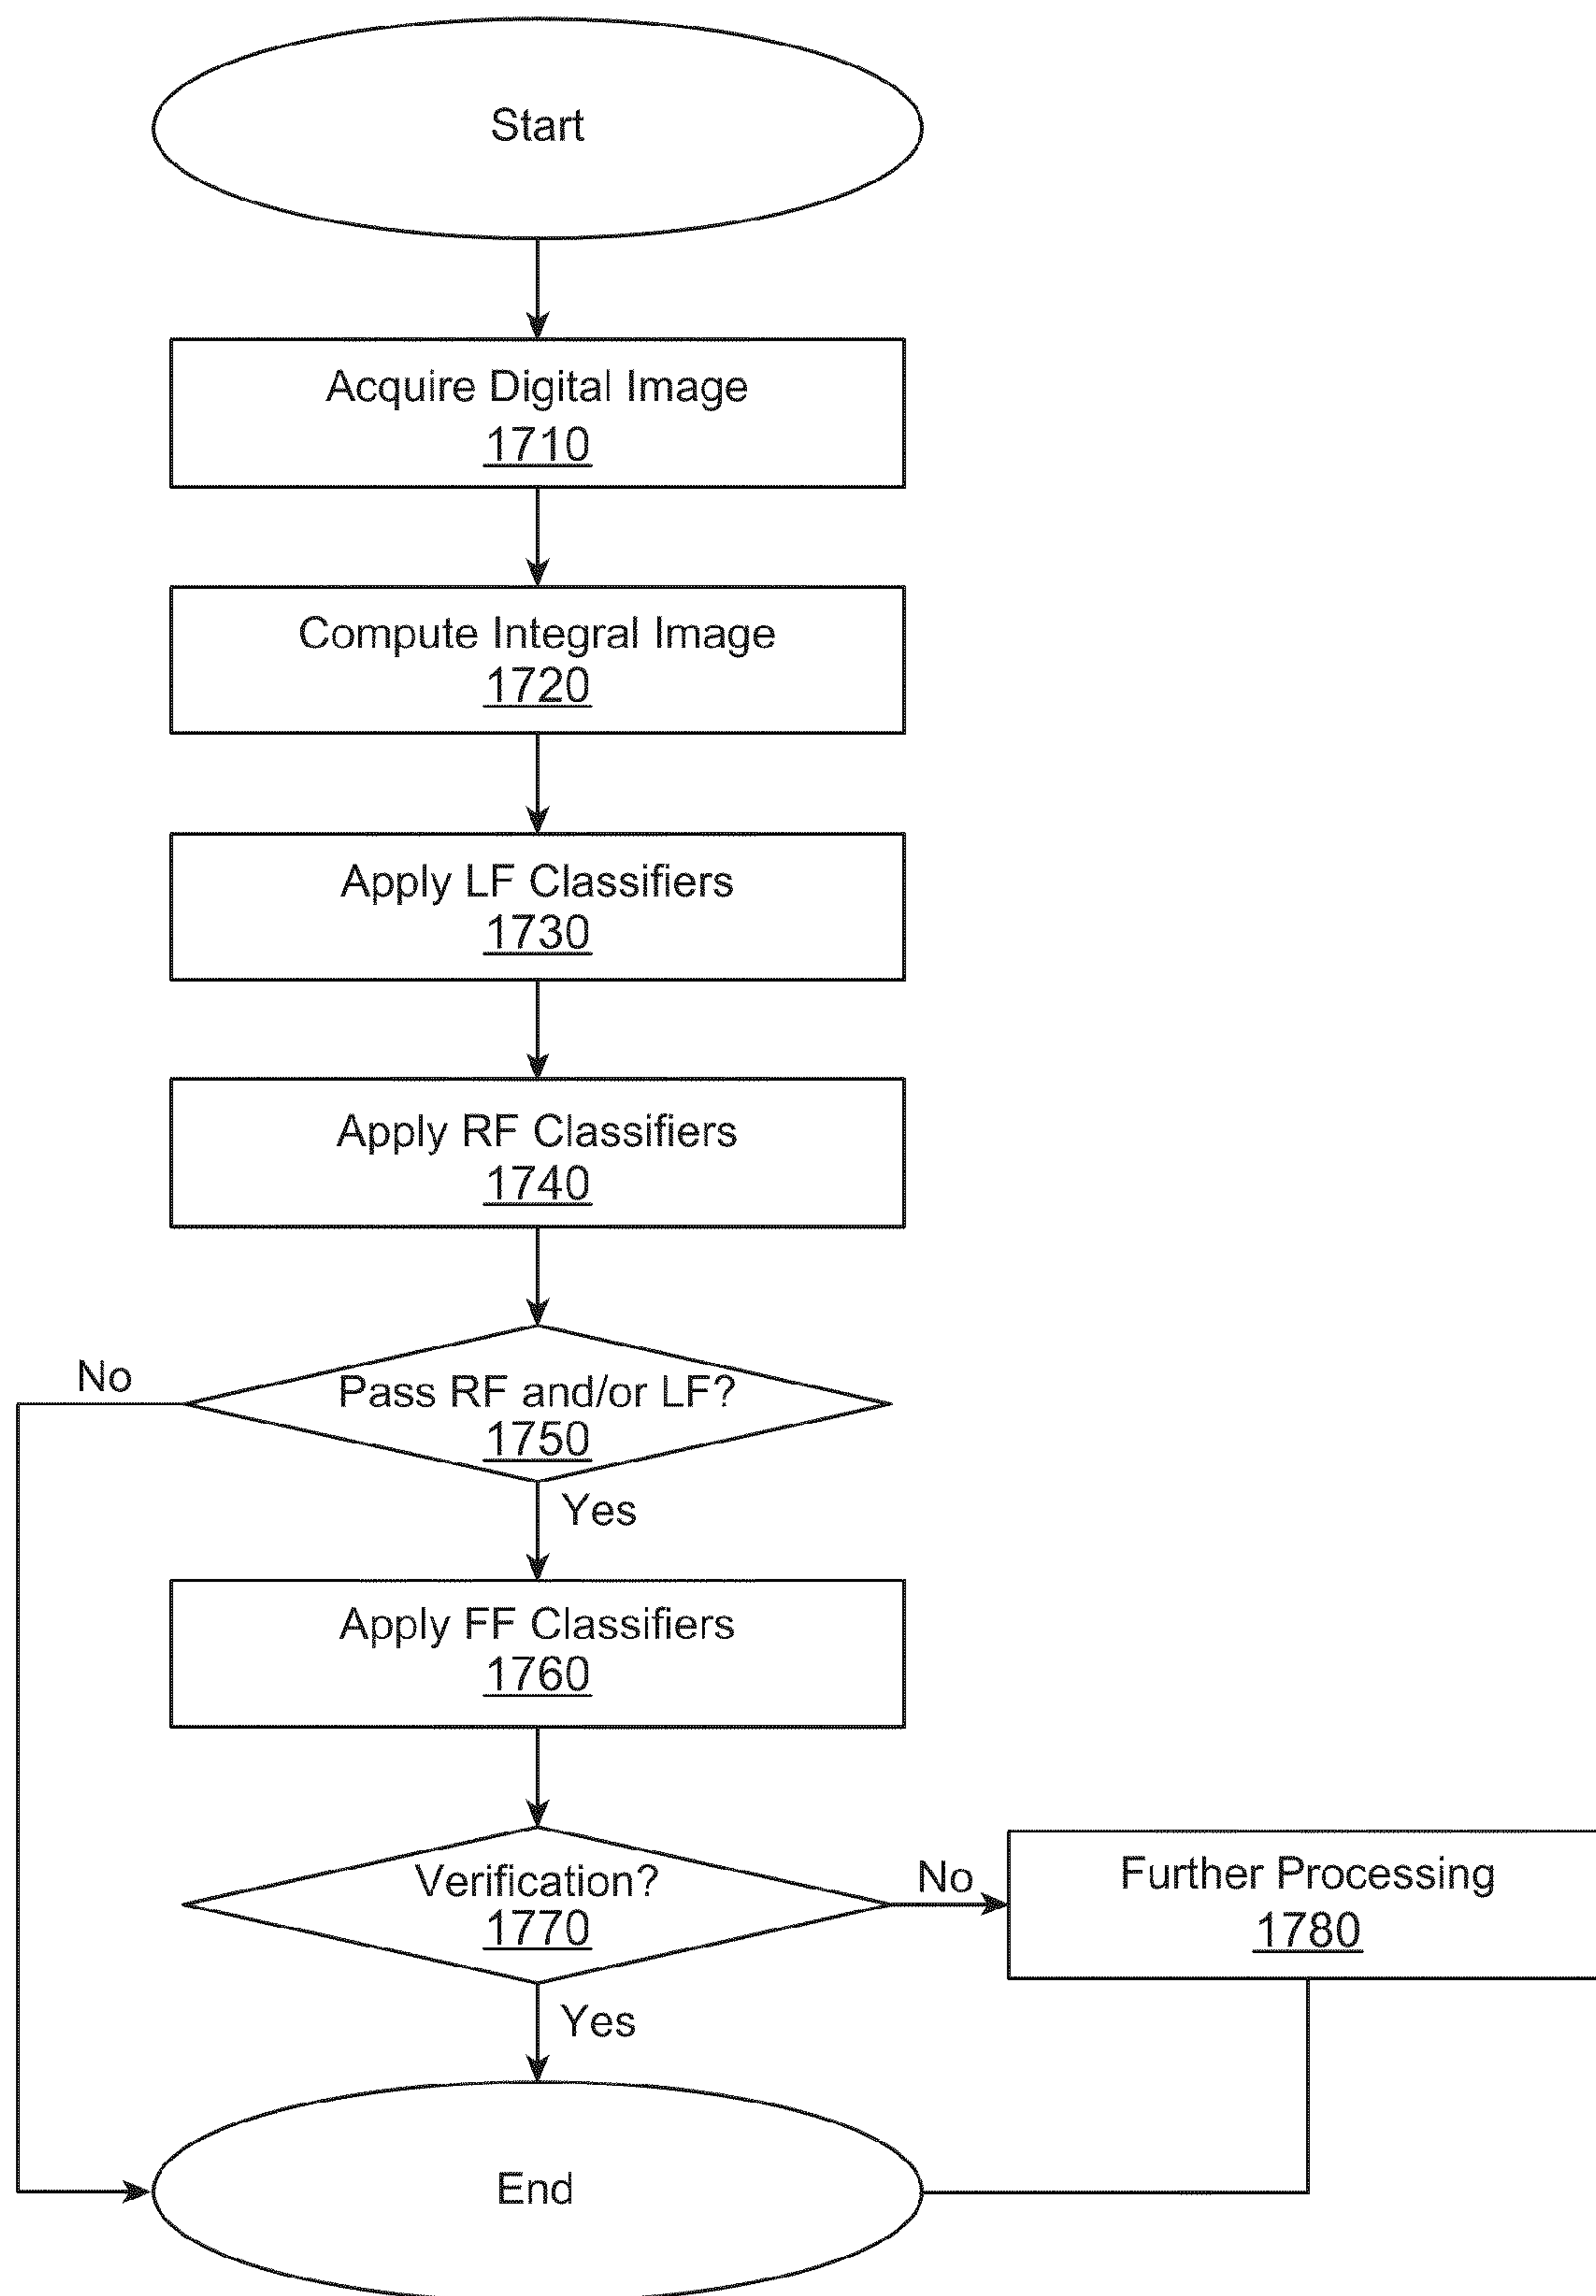 Start
Acquire Digital Image
1710
Compute Integral Image
1720
Apply LF Classifiers
1730
Apply RF Classifiers
1740
No
Pass RF and/or LF?
1750
Yes
Apply FF Classifiers
1760
Verification?
1770
No
Further Processing
1780
Yes
End